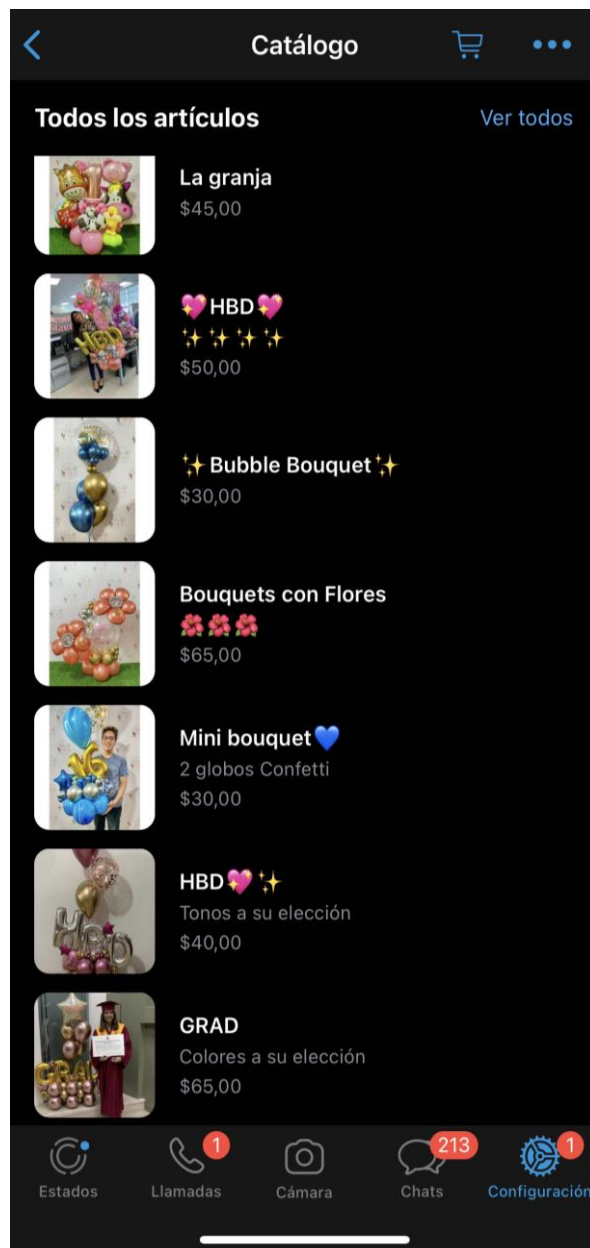 Catálogo
Todos los artículos
Ver todos
La granja
$45,00
💖HBD💖
✨✨✨✨
$50,00
✨Bubble Bouquet✨
$30,00
Bouquets con Flores
🌺🌺🌺
$65,00
Mini bouquet💙
2 globos Confetti
$30,00
HBD💖✨
Tonos a su elección
$40,00
GRAD
Colores a su elección
$65,00
1
213
1
Estados
Llamadas
Cámara
Chats
Configuración